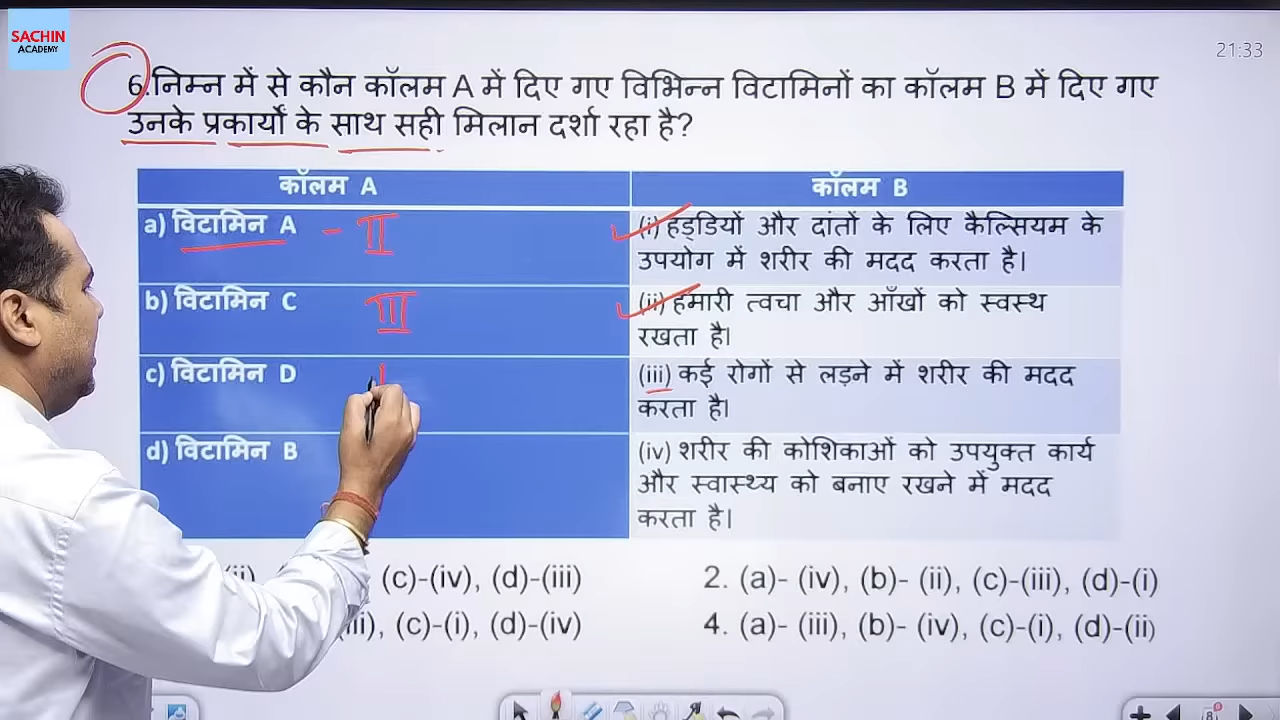 SACHIN
ACADEMY
21:33
6.निम्न में से कौन कॉलम A में दिए गए विभिन्न विटामिनों का कॉलम B में दिए गए
उनके प्रकार्यों के साथ सही मिलान दर्शा रहा है?
कॉलम A
कॉलम B
a) विटामिन A - II
(i) हड्डियों और दांतों के लिए कैल्सियम के
उपयोग में शरीर की मदद करता है।
b) विटामिन C III
(ii) हमारी त्वचा और आँखों को स्वस्थ
रखता है।
c) विटामिन D
(iii) कई रोगों से लड़ने में शरीर की मदद
करता है।
d) विटामिन B
(iv) शरीर की कोशिकाओं को उपयुक्त कार्य
और स्वास्थ्य को बनाए रखने में मदद
करता है।
(c)-(iv), (d)-(iii)
2. (a)- (iv), (b)- (ii), (c)-(iii), (d)-(i)
(c)-(i), (d)-(iv)
4. (a)- (iii), (b)- (iv), (c)-(i), (d)-(ii)